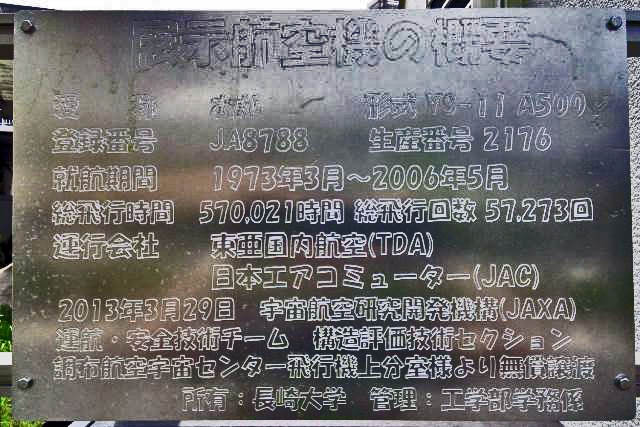 展示航空機の概要
愛称 形式 YS-11 A500
登録番号 JA8788 生産番号 2176
就航期間 1973年3月～2006年5月
総飛行時間 570,021時間 総飛行回数 57,273回
運行会社 東亜国内航空(TDA)
日本エアコミューター(JAC)
2013年3月29日 宇宙航空研究開発機構(JAXA)
運航・安全技術チーム 構造評価技術セクション
調布航空宇宙センター飛行機上分室様より無償譲渡
所有：長崎大学 管理：工学部学務係